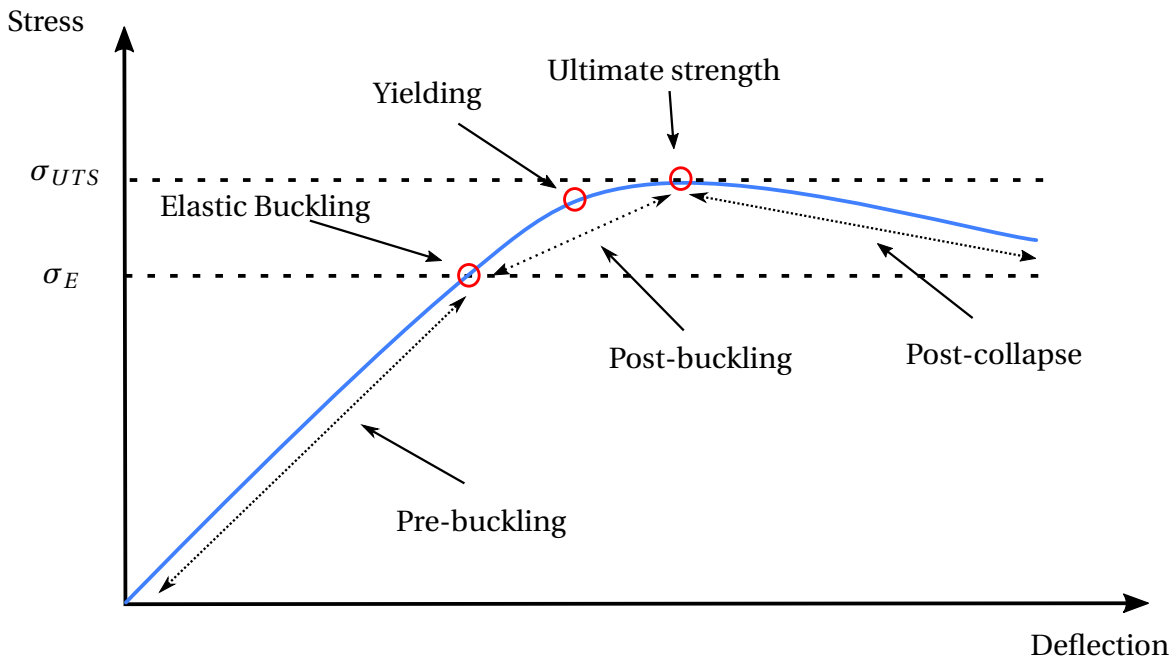 Stress
Ultimate strength
Yielding
σ_UTS
Elastic Buckling
σ_E
Post-buckling
Post-collapse
Pre-buckling
Deflection